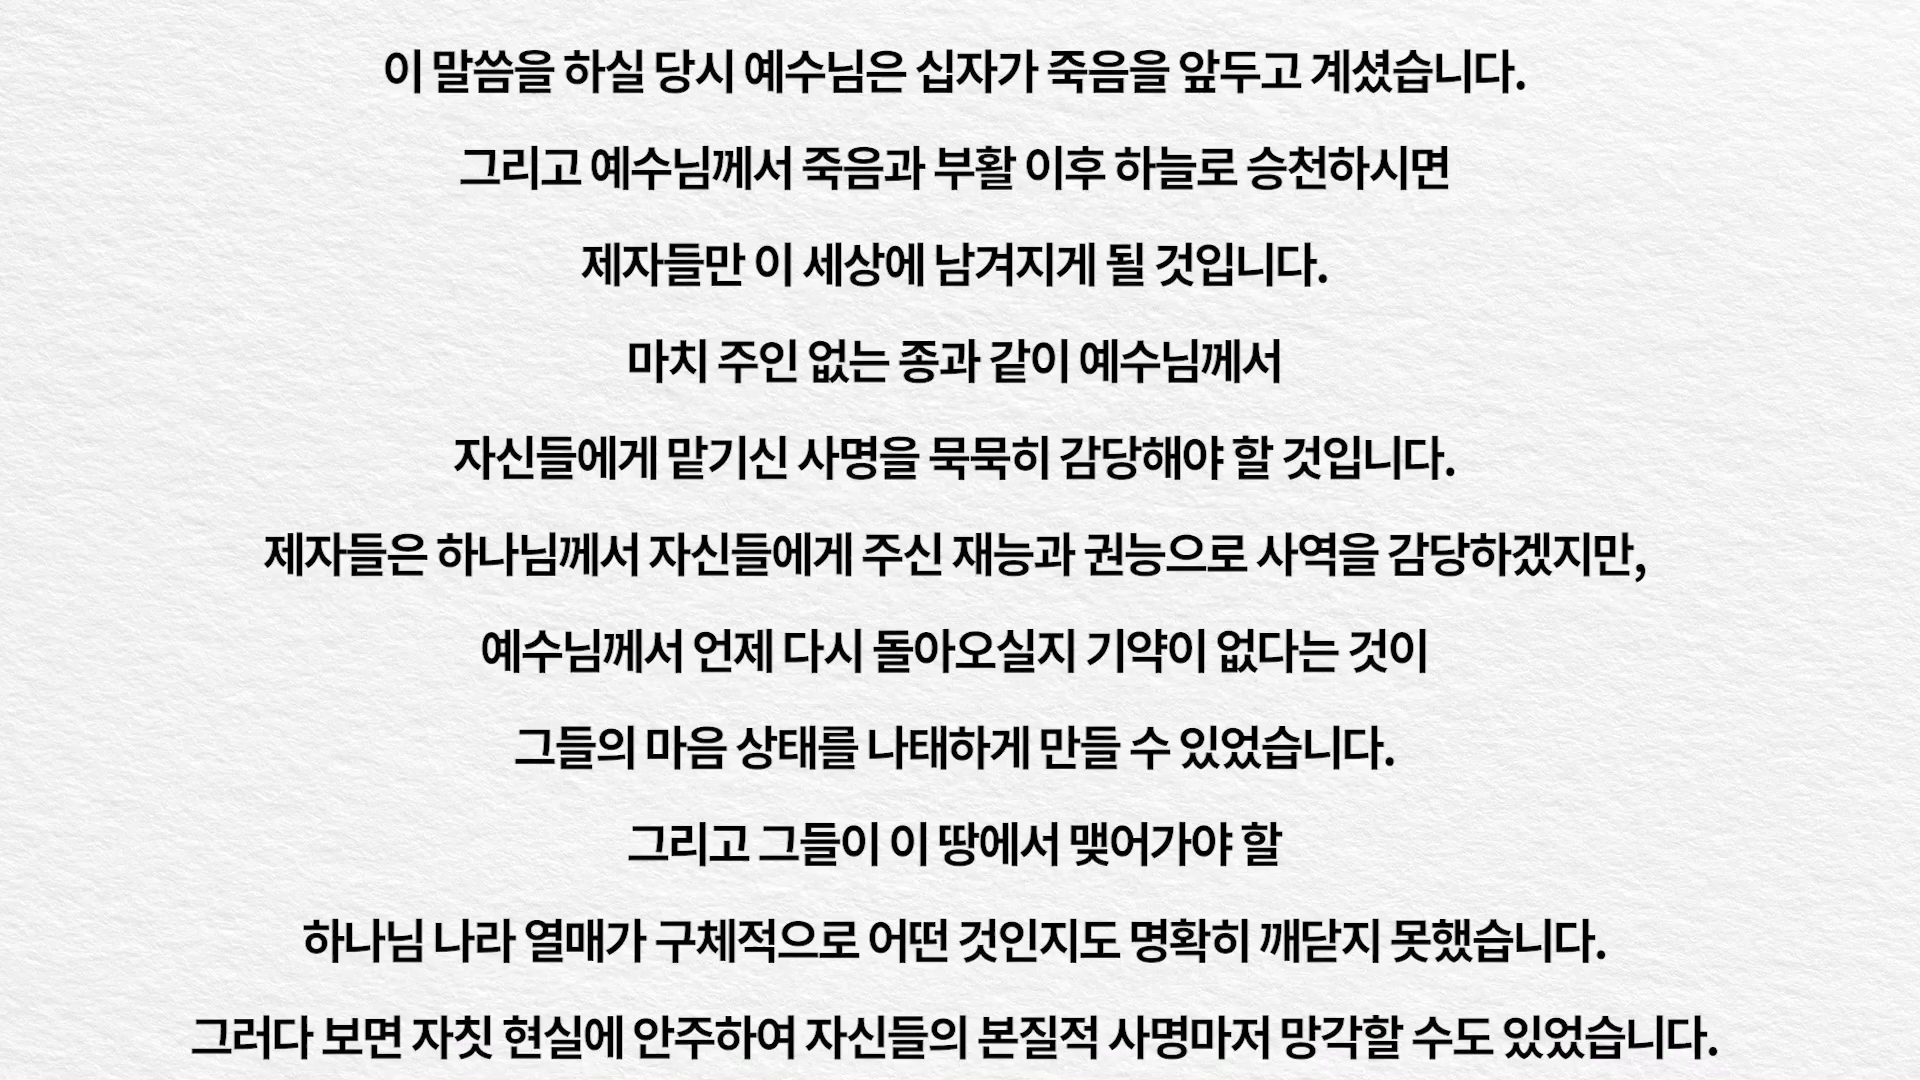 이 말씀을 하실 당시 예수님은 십자가 죽음을 앞두고 계셨습니다.
그리고 예수님께서 죽음과 부활 이후 하늘로 승천하시면
제자들만 이 세상에 남겨지게 될 것입니다.
마치 주인 없는 종과 같이 예수님께서
자신들에게 맡기신 사명을 묵묵히 감당해야 할 것입니다.
제자들은 하나님께서 자신들에게 주신 재능과 권능으로 사역을 감당하겠지만,
예수님께서 언제 다시 돌아오실지 기약이 없다는 것이
그들의 마음 상태를 나태하게 만들 수 있었습니다.
그리고 그들이 이 땅에서 맺어가야 할
하나님 나라 열매가 구체적으로 어떤 것인지도 명확히 깨닫지 못했습니다.
그러다 보면 자칫 현실에 안주하여 자신들의 본질적 사명마저 망각할 수도 있었습니다.